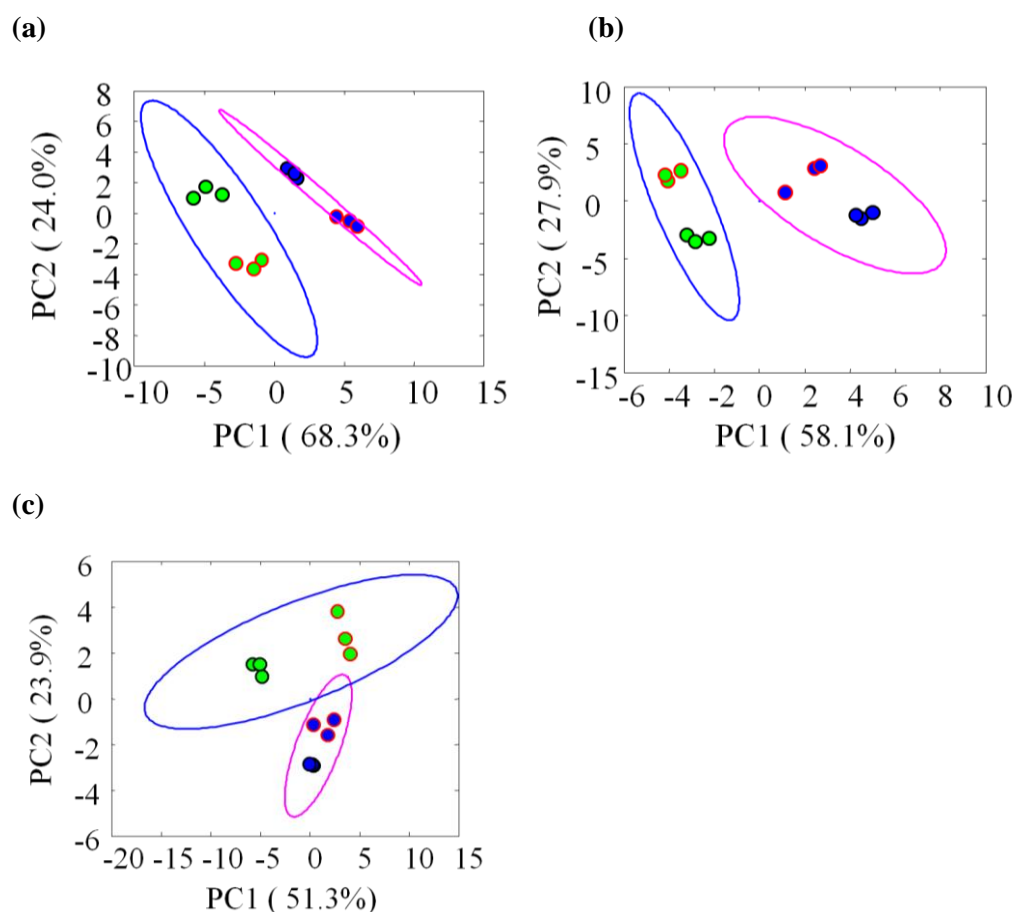 (a)
(b)
8
6
4
2
0
-2
-4
-6
-8
-10
PC2 ( 24.0%)
-10 -5 0 5 10 15
PC1 ( 68.3%)
10
5
0
-5
-10
-15
PC2 ( 27.9%)
-6 -4 -2 0 2 4 6 8 10
PC1 ( 58.1%)
(c)
6
4
2
0
-2
-4
-6
PC2 ( 23.9%)
-20 -15 -10 -5 0 5 10 15
PC1 ( 51.3%)